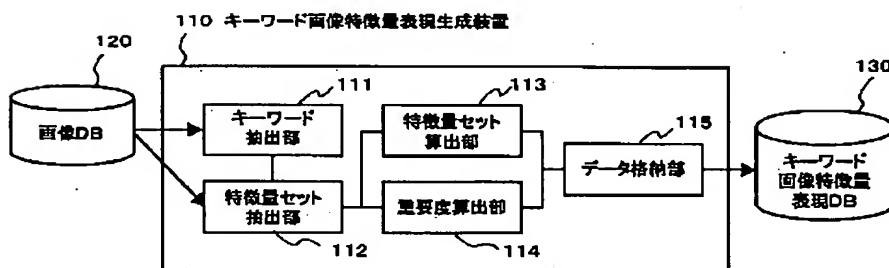 110 キーワード画像特徴量表現生成装置
120
画像DB
111
キーワード
抽出部
特徴量セット
抽出部
112
113
特徴量セット
算出部
重要度算出部
114
115
データ格納部
130
キーワード
画像特徴量
表現DB